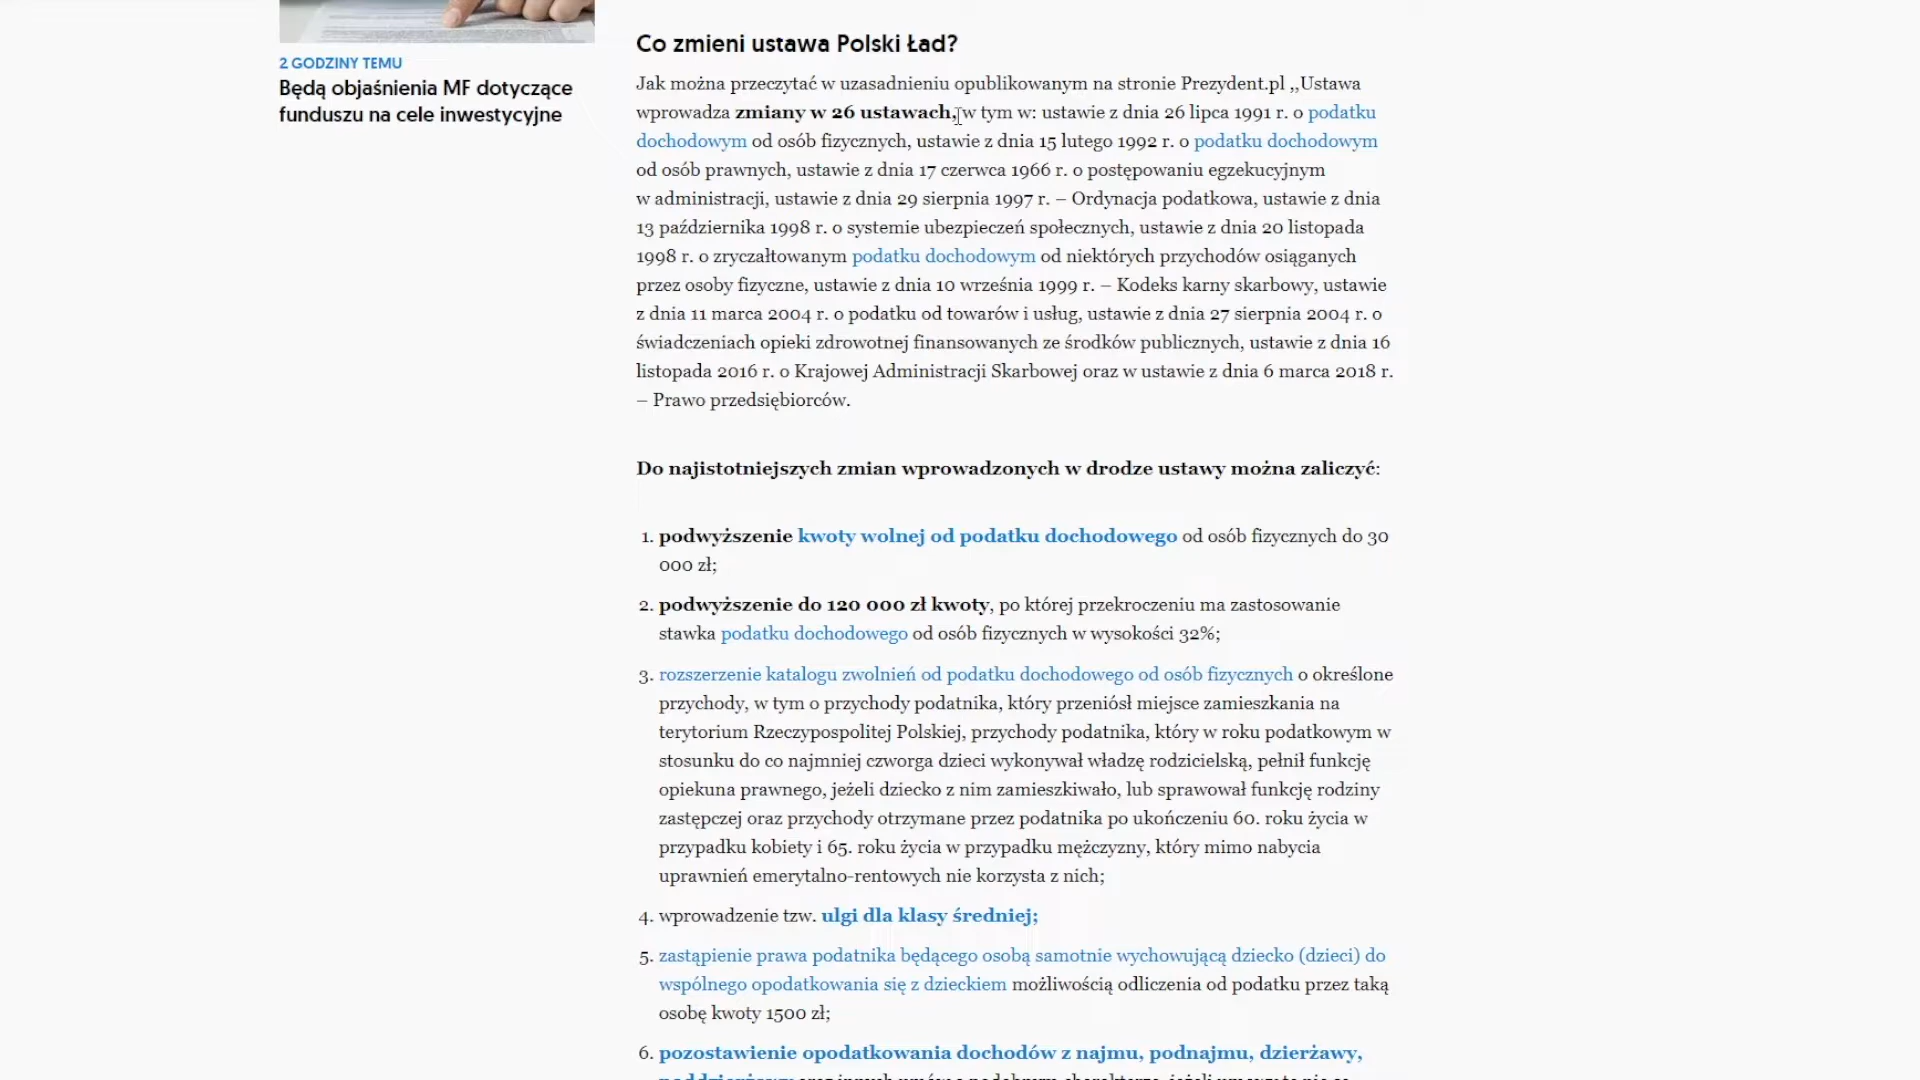 2 GODZINY TEMU
Będą objaśnienia MF dotyczące
funduszu na cele inwestycyjne
Co zmieni ustawa Polski Ład?
Jak można przeczytać w uzasadnieniu opublikowanym na stronie Prezydent.pl ,,Ustawa
wprowadza zmiany w 26 ustawach, w tym w: ustawie z dnia 26 lipca 1991 r. o podatku
dochodowym od osób fizycznych, ustawie z dnia 15 lutego 1992 r. o podatku dochodowym
od osób prawnych, ustawie z dnia 17 czerwca 1966 r. o postępowaniu egzekucyjnym
w administracji, ustawie z dnia 29 sierpnia 1997 r. – Ordynacja podatkowa, ustawie z dnia
13 października 1998 r. o systemie ubezpieczeń społecznych, ustawie z dnia 20 listopada
1998 r. o zryczałtowanym podatku dochodowym od niektórych przychodów osiąganych
przez osoby fizyczne, ustawie z dnia 10 września 1999 r. – Kodeks karny skarbowy, ustawie
z dnia 11 marca 2004 r. o podatku od towarów i usług, ustawie z dnia 27 sierpnia 2004 r. o
świadczeniach opieki zdrowotnej finansowanych ze środków publicznych, ustawie z dnia 16
listopada 2016 r. o Krajowej Administracji Skarbowej oraz w ustawie z dnia 6 marca 2018 r.
– Prawo przedsiębiorców.
Do najistotniejszych zmian wprowadzonych w drodze ustawy można zaliczyć:
1. podwyższenie kwoty wolnej od podatku dochodowego od osób fizycznych do 30
000 zł;
2. podwyższenie do 120 000 zł kwoty, po której przekroczeniu ma zastosowanie
stawka podatku dochodowego od osób fizycznych w wysokości 32%;
3. rozszerzenie katalogu zwolnień od podatku dochodowego od osób fizycznych o określone
przychody, w tym o przychody podatnika, który przeniósł miejsce zamieszkania na
terytorium Rzeczypospolitej Polskiej, przychody podatnika, który w roku podatkowym w
stosunku do co najmniej czworga dzieci wykonywał władzę rodzicielską, pełnił funkcję
opiekuna prawnego, jeżeli dziecko z nim zamieszkiwało, lub sprawował funkcję rodziny
zastępczej oraz przychody otrzymane przez podatnika po ukończeniu 60. roku życia w
przypadku kobiety i 65. roku życia w przypadku mężczyzny, który mimo nabycia
uprawnień emerytalno-rentowych nie korzysta z nich;
4. wprowadzenie tzw. ulgi dla klasy średniej;
5. zastąpienie prawa podatnika będącego osobą samotnie wychowującą dziecko (dzieci) do
wspólnego opodatkowania się z dzieckiem możliwością odliczenia od podatku przez taką
osobę kwoty 1500 zł;
6. pozostawienie opodatkowania dochodów z najmu, podnajmu, dzierżawy,